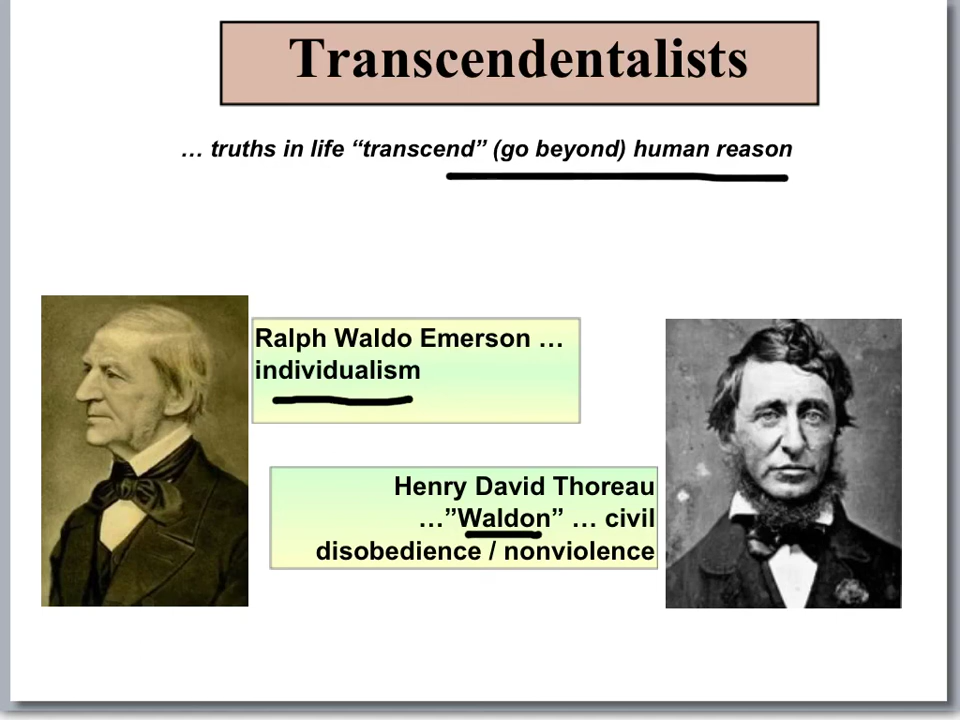 Transcendentalists
… truths in life “transcend” (go beyond) human reason
Ralph Waldo Emerson …
individualism
Henry David Thoreau
…”Waldon” … civil
disobedience / nonviolence